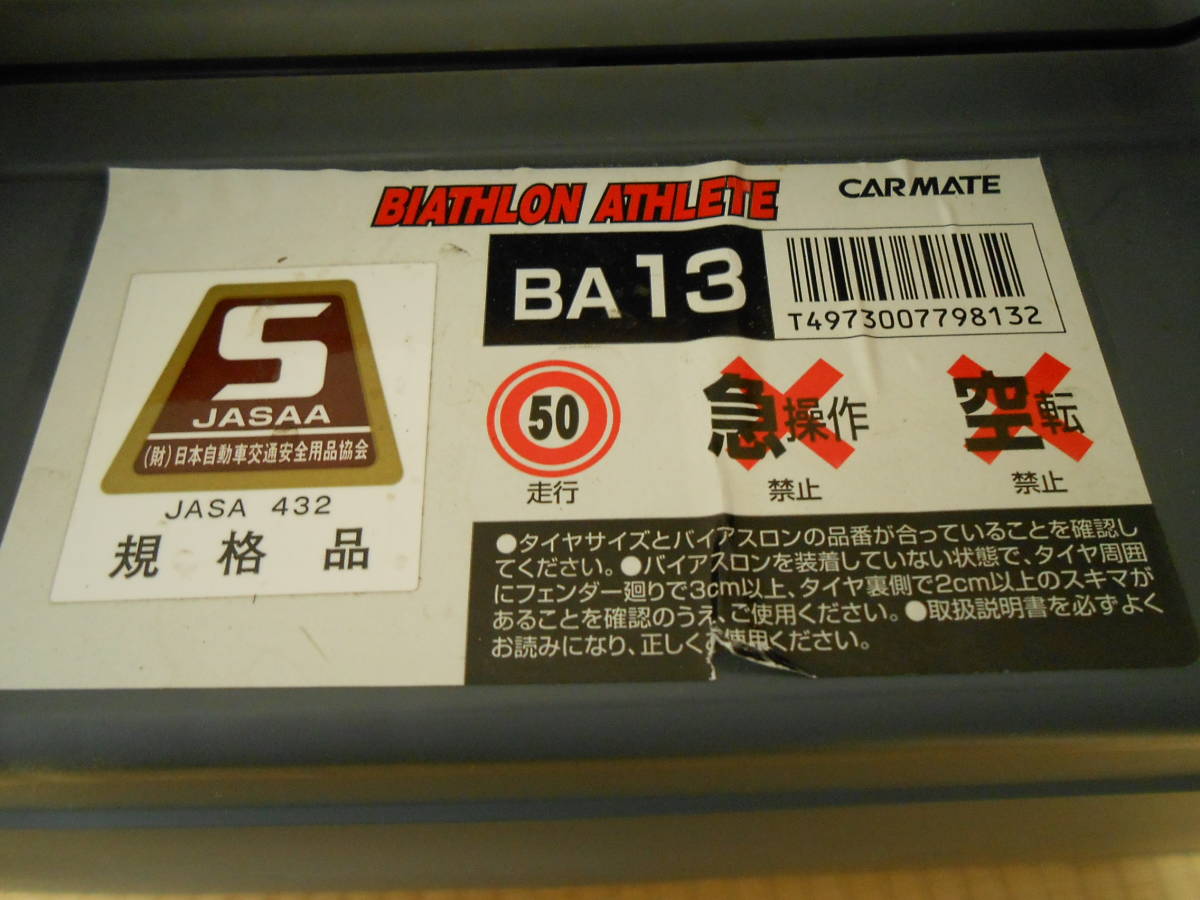 BIATHLON ATHLETE
CARMATE
BA13
T4973007798132
S
JASAA
(財)日本自動車交通安全用品協会
JASA 432
規格品
50
走行
急操作
禁止
空転
禁止
●タイヤサイズとバイアスロンの品番が合っていることを確認し
てください。●バイアスロンを装着していない状態で、タイヤ周囲
にフェンダー廻りで3cm以上、タイヤ裏側で2cm以上のスキマが
あることを確認のうえ、ご使用ください。●取扱説明書を必ずよく
お読みになり、正しくご使用ください。